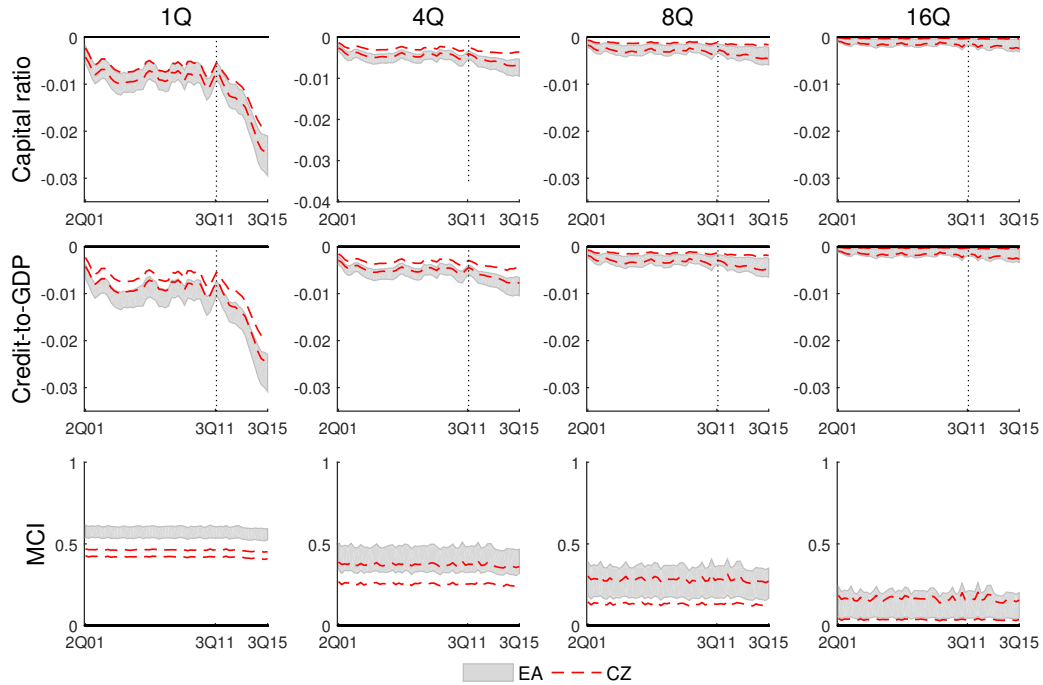 1Q 4Q 8Q 16Q
Capital ratio
0 0 0 0
-0.01 -0.01 -0.01 -0.01
-0.02 -0.02 -0.02 -0.02
-0.03 -0.03 -0.03 -0.03
-0.04
2Q01 3Q11 3Q15 2Q01 3Q11 3Q15 2Q01 3Q11 3Q15 2Q01 3Q11 3Q15
Credit-to-GDP
0 0 0 0
-0.01 -0.01 -0.01 -0.01
-0.02 -0.02 -0.02 -0.02
-0.03 -0.03 -0.03 -0.03
2Q01 3Q11 3Q15 2Q01 3Q11 3Q15 2Q01 3Q11 3Q15 2Q01 3Q11 3Q15
MCI
1 1 1 1
0.5 0.5 0.5 0.5
0 0 0 0
2Q01 3Q11 3Q15 2Q01 3Q11 3Q15 2Q01 3Q11 3Q15 2Q01 3Q11 3Q15
EA CZ